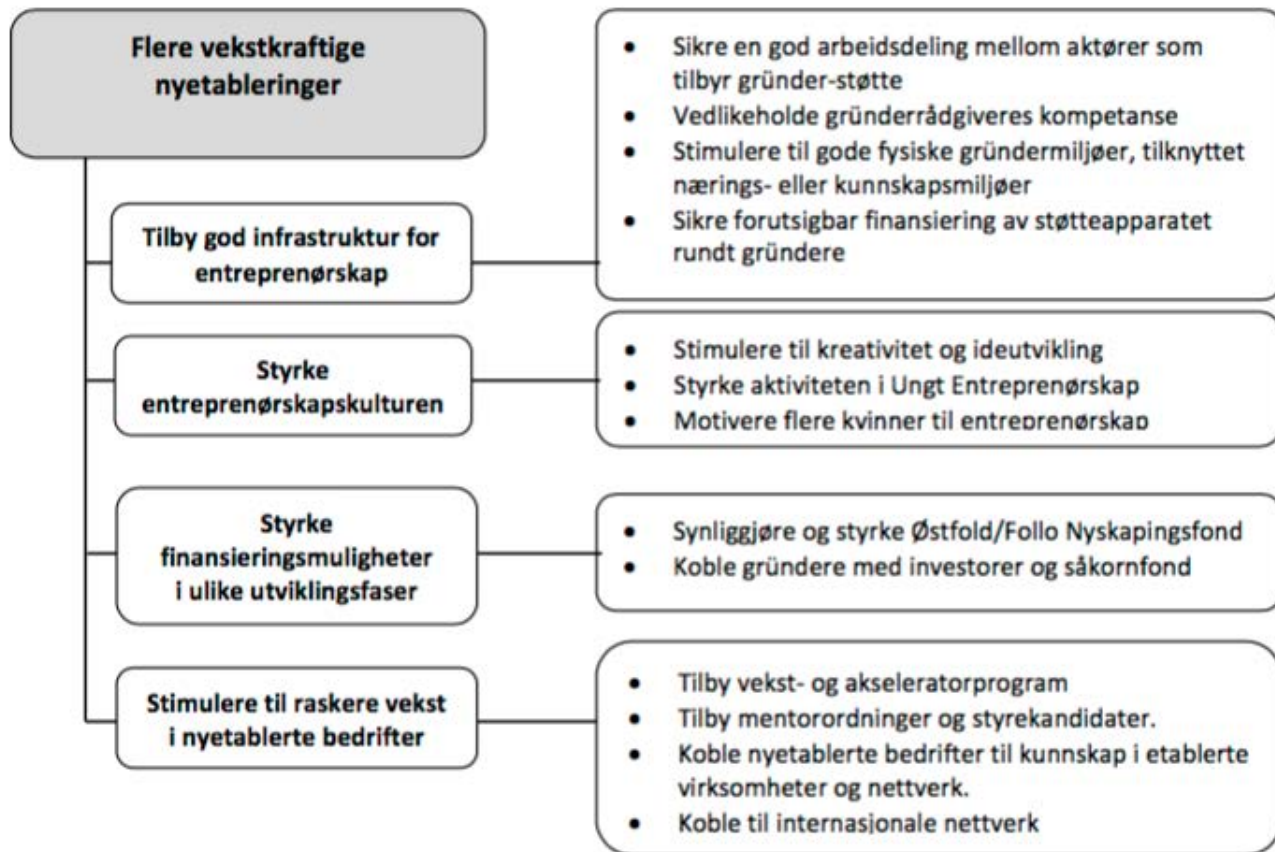 Flere vekstkraftige
nyetableringer
Tilby god infrastruktur for
entreprenørskap
• Sikre en god arbeidsdeling mellom aktører som
tilbyr gründer-støtte
• Vedlikeholde gründerrådgiveres kompetanse
• Stimulere til gode fysiske gründermiljøer, tilknyttet
nærings- eller kunnskapsmiljøer
• Sikre forutsigbar finansiering av støtteapparatet
rundt gründere
Styrke
entreprenørskapskulturen
• Stimulere til kreativitet og ideutvikling
• Styrke aktiviteten i Ungt Entreprenørskap
• Motivere flere kvinner til entreprenørskap
Styrke
finansieringsmuligheter
i ulike utviklingsfaser
• Synliggjøre og styrke Østfold/Follo Nyskapingsfond
• Koble gründere med investorer og såkornfond
Stimulere til raskere vekst
i nyetablerte bedrifter
• Tilby vekst- og akseleratorprogram
• Tilby mentorordninger og styrekandidater.
• Koble nyetablerte bedrifter til kunnskap i etablerte
virksomheter og nettverk.
• Koble til internasjonale nettverk